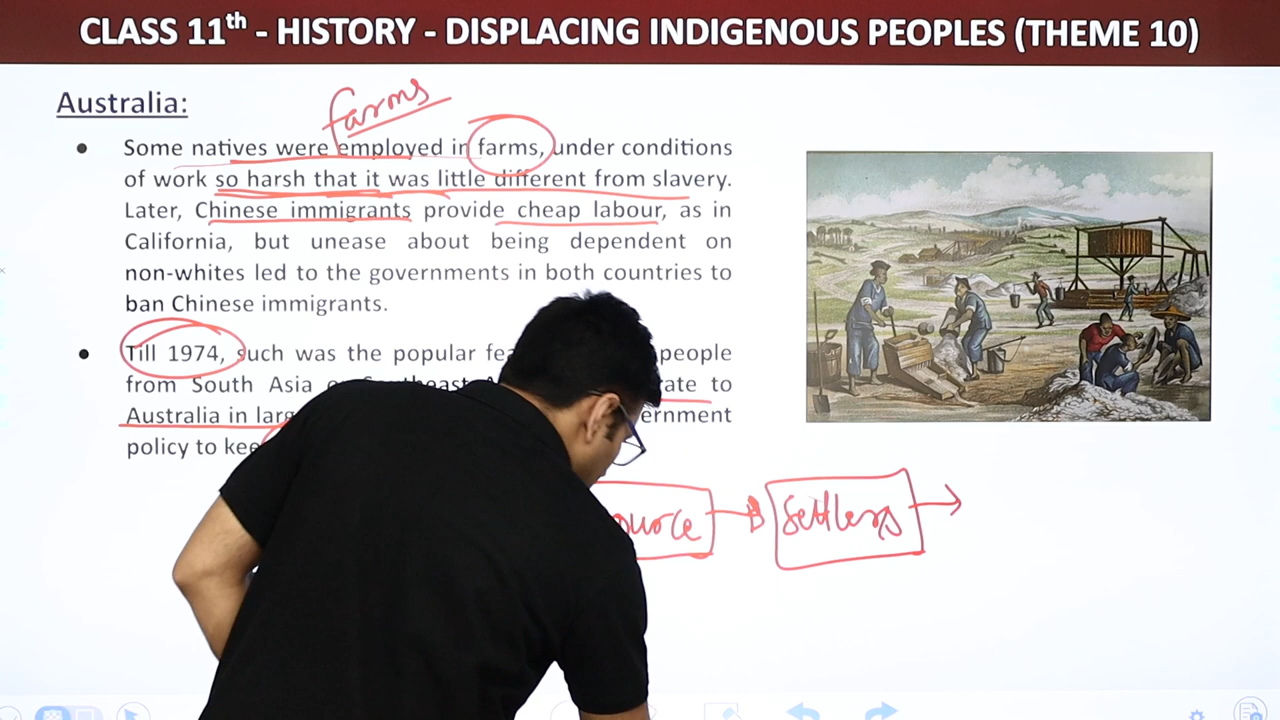 CLASS 11th - HISTORY - DISPLACING INDIGENOUS PEOPLES (THEME 10)
Australia:
farms
Some natives were employed in farms, under conditions
of work so harsh that it was little different from slavery.
Later, Chinese immigrants provide cheap labour, as in
California, but unease about being dependent on
non-whites led to the governments in both countries to
ban Chinese immigrants.
Till 1974, such was the popular people
from South Asia to
Australia in
policy to
Settlers